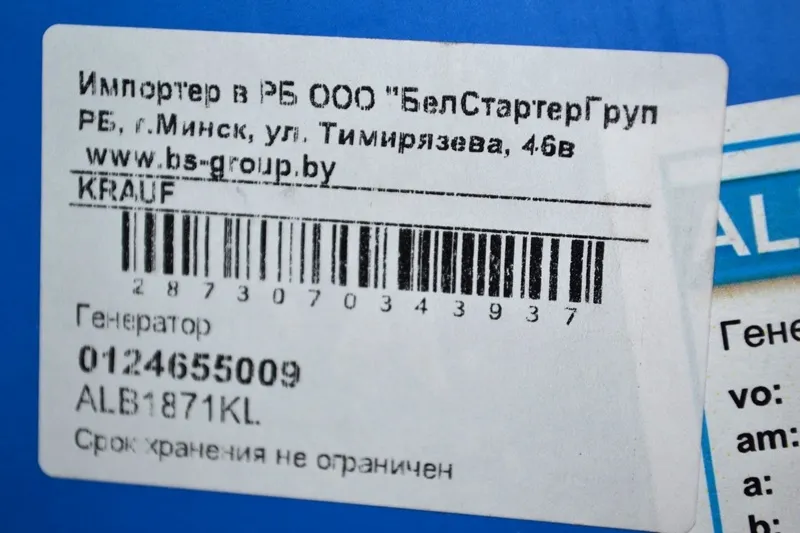 Импортер в РБ ООО "БелСтартерГруп
РБ, г.Минск, ул. Тимирязева, 46в
www.bs-group.by
KRAUF
2873070343937
Генератор
0124655009
ALB1871KL
Срок хранения не ограничен
AL
Гене
vo:
am:
a:
b: